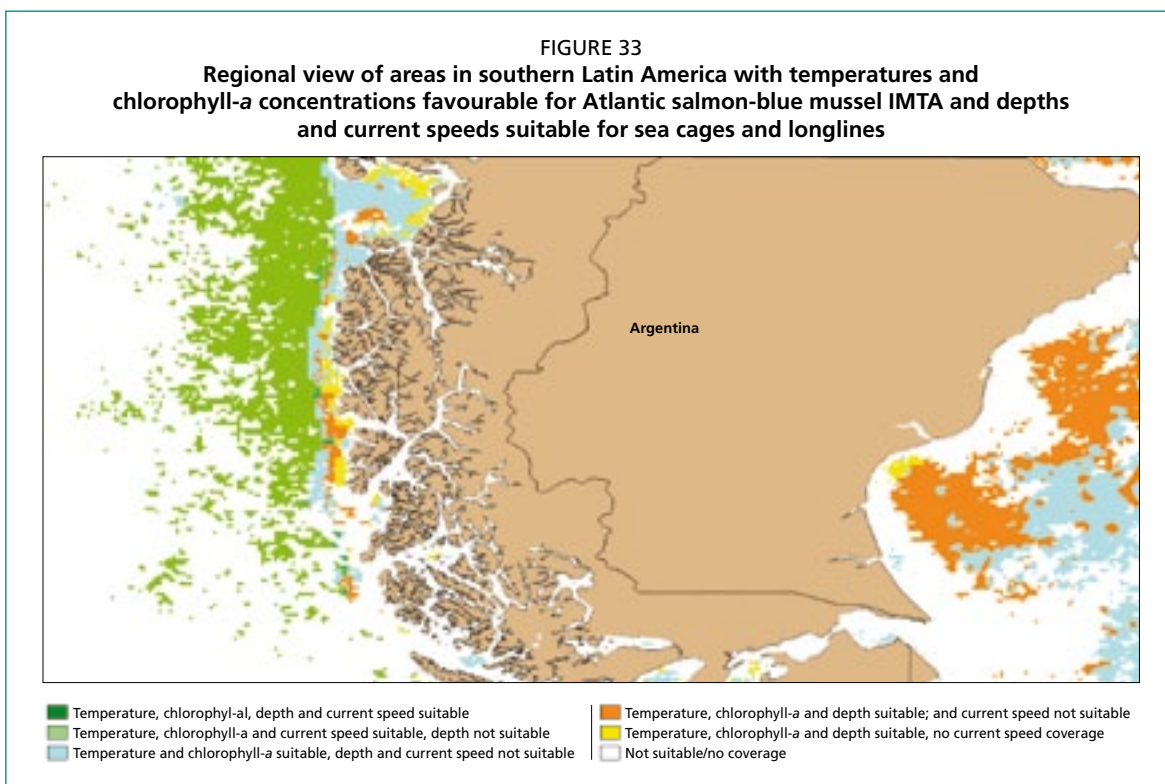 FIGURE 33
Regional view of areas in southern Latin America with temperatures and
chlorophyll-a concentrations favourable for Atlantic salmon-blue mussel IMTA and depths
and current speeds suitable for sea cages and longlines
Argentina
Temperature, chlorophyl-al, depth and current speed suitable
Temperature, chlorophyll-a and current speed suitable, depth not suitable
Temperature and chlorophyll-a suitable, depth and current speed not suitable
Temperature, chlorophyll-a and depth suitable; and current speed not suitable
Temperature, chlorophyll-a and depth suitable, no current speed coverage
Not suitable/no coverage